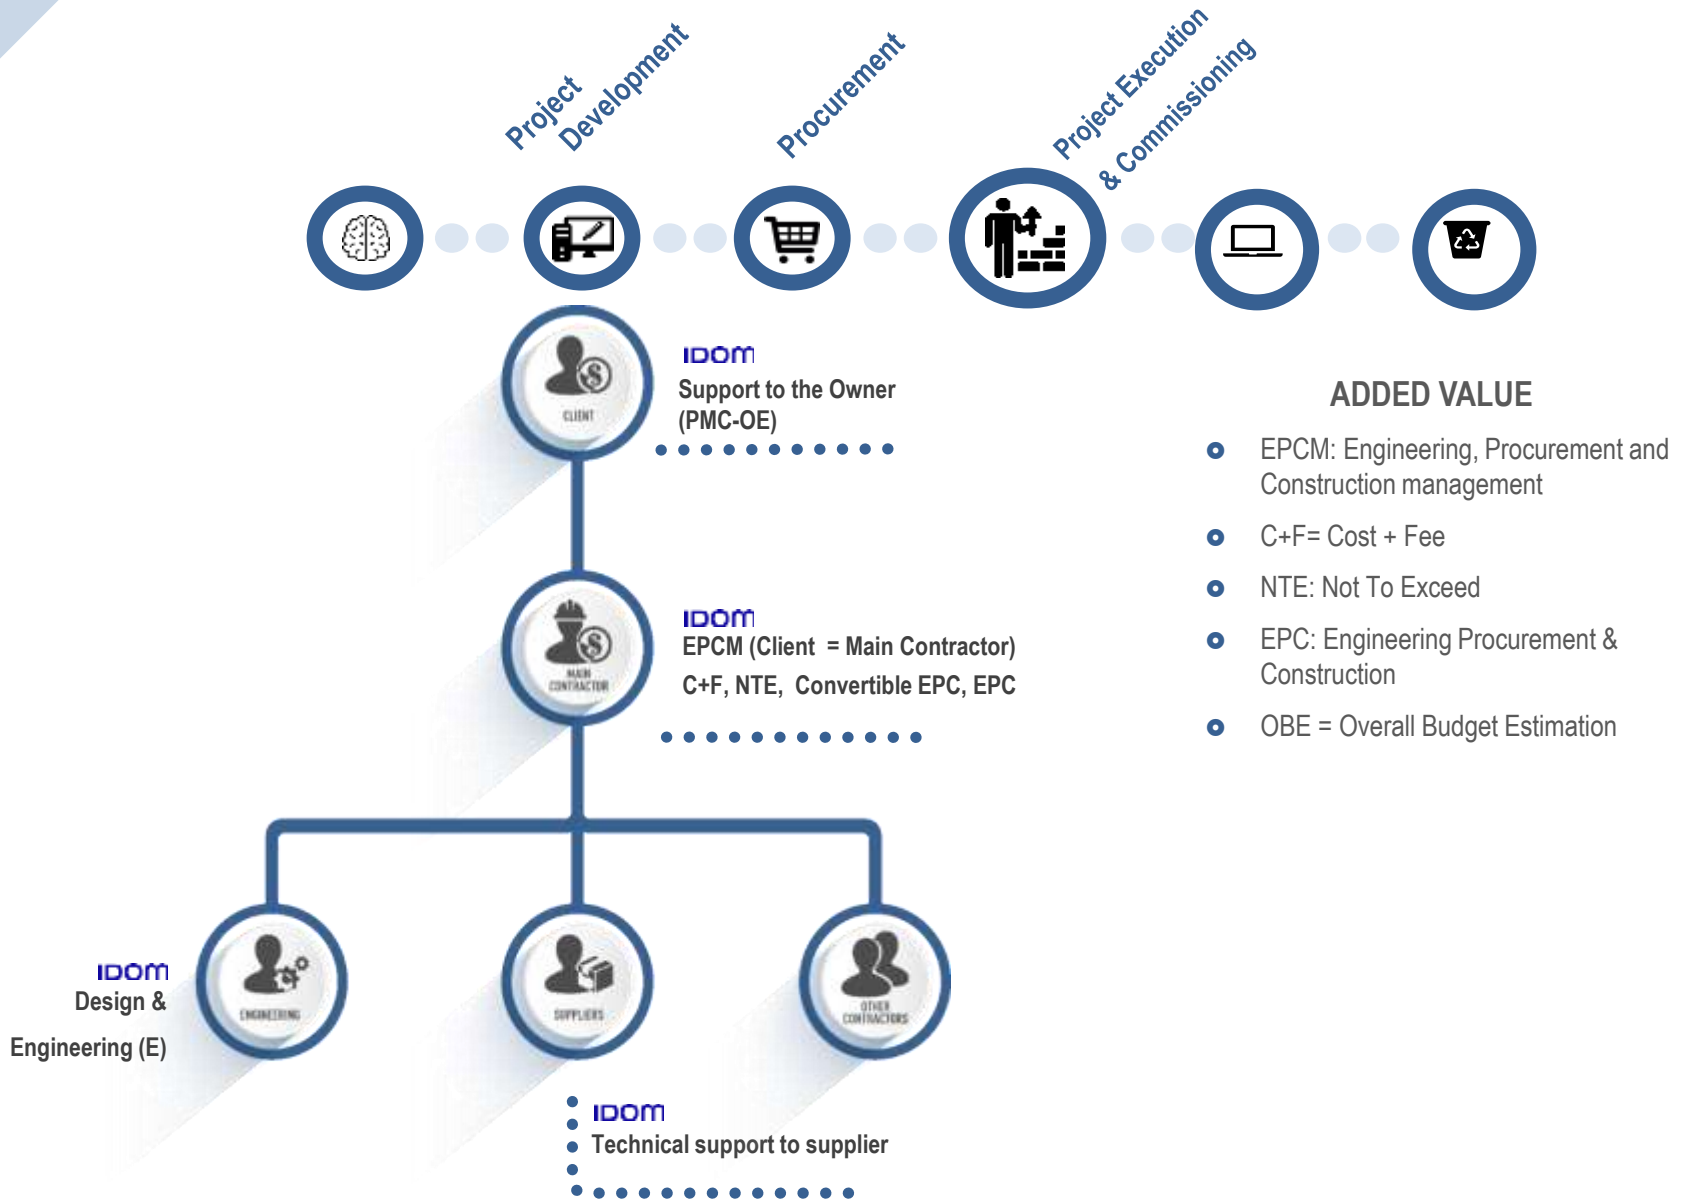 Project
Development
Procurement
Project Execution
& Commissioning
CLIENT
IDOM
Support to the Owner
(PMC-OE)
MAIN
CONTRACTOR
IDOM
EPCM (Client = Main Contractor)
C+F, NTE, Convertible EPC, EPC
ADDED VALUE
EPCM: Engineering, Procurement and
Construction management
C+F= Cost + Fee
NTE: Not To Exceed
EPC: Engineering Procurement &
Construction
OBE = Overall Budget Estimation
IDOM
Design &
Engineering (E)
ENGINEERING
SUPPLIERS
OTHER
CONTRACTORS
IDOM
Technical support to supplier